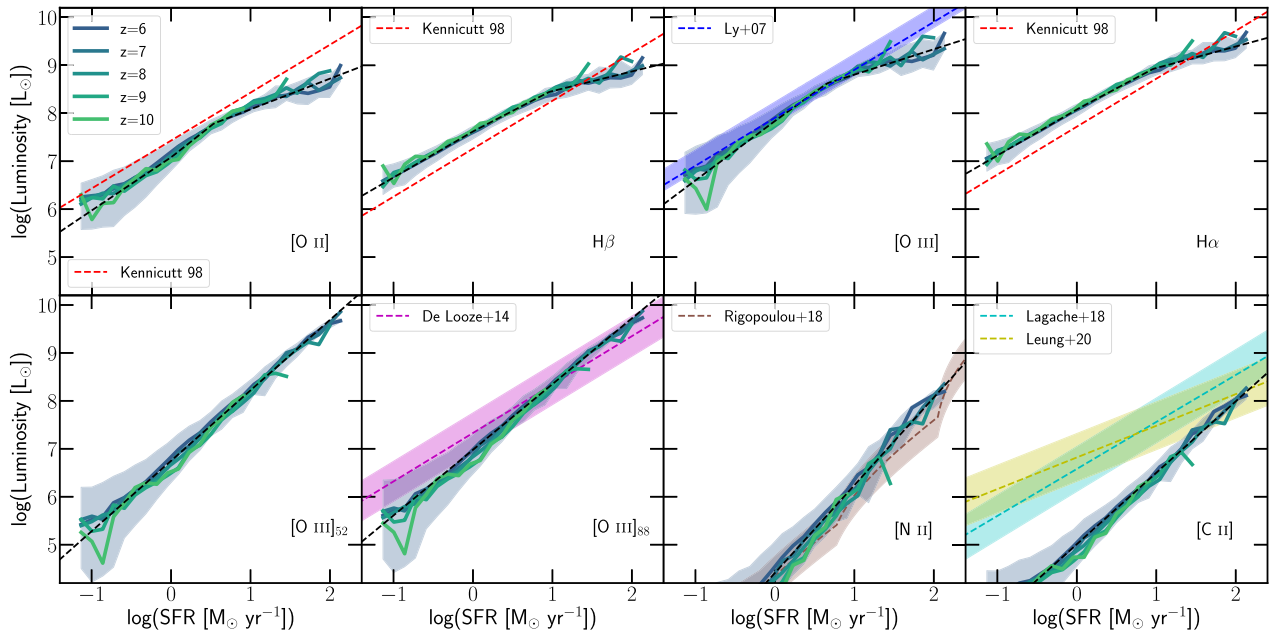 10
9
8
7
6
5
log(Luminosity [L⊙])
z=6
z=7
z=8
z=9
z=10
[O II]
Kennicutt 98
Kennicutt 98
Hβ
Ly+07
[O III]
Kennicutt 98
Hα
10
9
8
7
6
5
log(Luminosity [L⊙])
[O III]₅₂
−1 0 1 2
log(SFR [M⊙ yr⁻¹])
De Looze+14
[O III]₈₈
−1 0 1 2
log(SFR [M⊙ yr⁻¹])
Rigopoulou+18
[N II]
−1 0 1 2
log(SFR [M⊙ yr⁻¹])
Lagache+18
Leung+20
[C II]
−1 0 1 2
log(SFR [M⊙ yr⁻¹])